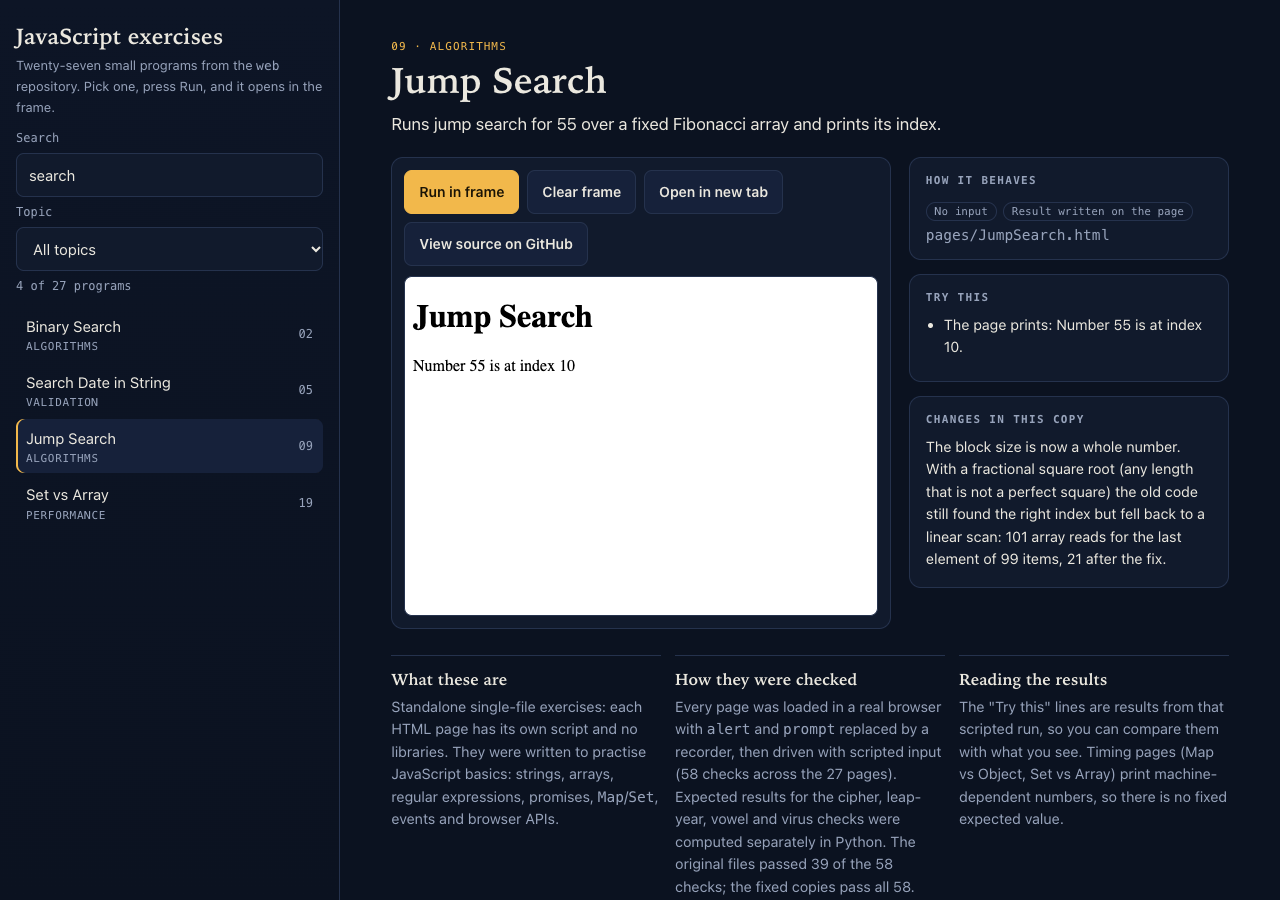 JavaScript exercises
Twenty-seven small programs from the web
repository. Pick one, press Run, and it opens in the
frame.
Search
search
Topic
All topics
4 of 27 programs
Binary Search
ALGORITHMS
02
Search Date in String
VALIDATION
05
Jump Search
ALGORITHMS
09
Set vs Array
PERFORMANCE
19
09 · ALGORITHMS
Jump Search
Runs jump search for 55 over a fixed Fibonacci array and prints its index.
Run in frame
Clear frame
Open in new tab
View source on GitHub
Jump Search
Number 55 is at index 10
HOW IT BEHAVES
No input
Result written on the page
pages/JumpSearch.html
TRY THIS
• The page prints: Number 55 is at index
10.
CHANGES IN THIS COPY
The block size is now a whole number.
With a fractional square root (any length
that is not a perfect square) the old code
still found the right index but fell back to a
linear scan: 101 array reads for the last
element of 99 items, 21 after the fix.
What these are
Standalone single-file exercises: each
HTML page has its own script and no
libraries. They were written to practise
JavaScript basics: strings, arrays,
regular expressions, promises, Map/Set,
events and browser APIs.
How they were checked
Every page was loaded in a real browser
with alert and prompt replaced by a
recorder, then driven with scripted input
(58 checks across the 27 pages).
Expected results for the cipher, leap-
year, vowel and virus checks were
computed separately in Python. The
original files passed 39 of the 58
checks; the fixed copies pass all 58.
Reading the results
The "Try this" lines are results from that
scripted run, so you can compare them
with what you see. Timing pages (Map
vs Object, Set vs Array) print machine-
dependent numbers, so there is no fixed
expected value.